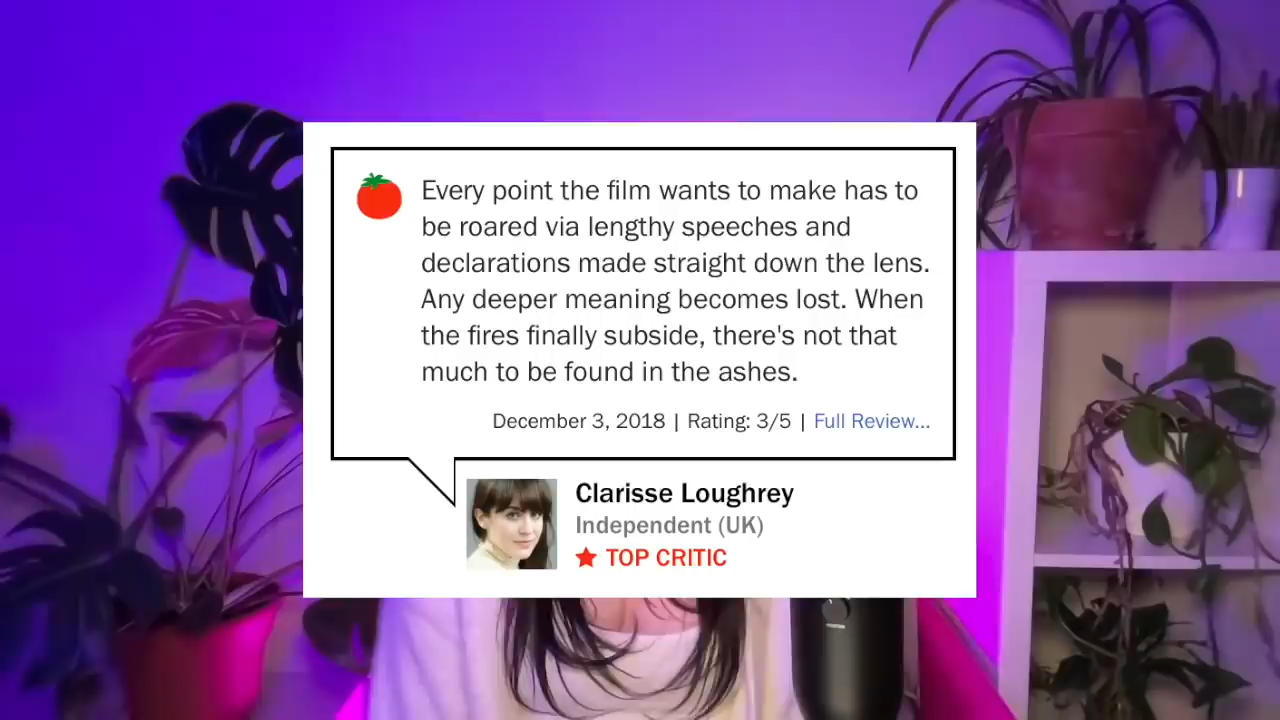 Every point the film wants to make has to
be roared via lengthy speeches and
declarations made straight down the lens.
Any deeper meaning becomes lost. When
the fires finally subside, there's not that
much to be found in the ashes.
December 3, 2018 | Rating: 3/5 | Full Review...
Clarisse Loughrey
Independent (UK)
TOP CRITIC